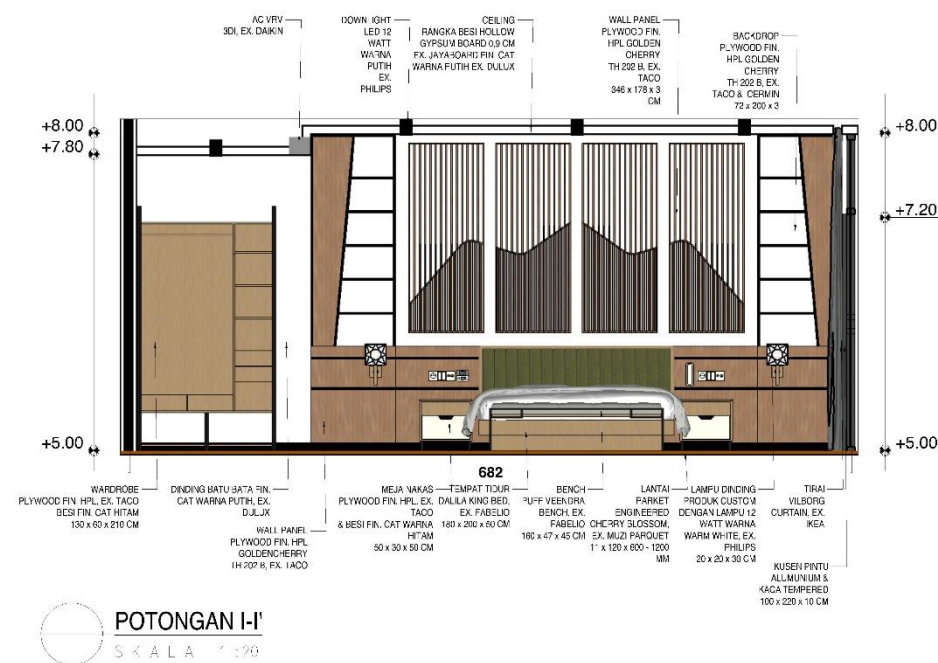 AC VRV
3DI, EX. DAIKIN
DOWN LIGHT
LED 12
WATT
WARNA
PUTIH
EX.
PHILIPS
CEILING
RANGKA BESI HOLLOW
GYPSUM BOARD 0,9 CM
EX. JAYABOARD FIN. CAT
WARNA PUTIH EX. DULUX
WALL PANEL
PLYWOOD FIN.
HPL GOLDEN
CHERRY
TH 202 B, EX.
TACO
346 x 178 x 3
CM
BACKDROP
PLYWOOD FIN.
HPL GOLDEN
CHERRY
TH 202 B, EX.
TACO & CERMIN
72 x 200 x 3
+8.00
+7.80
+5.00
+8.00
+7.20
+5.00
682
WARDROBE
PLYWOOD FIN. HPL, EX. TACO
BESI FIN. CAT HITAM
130 x 60 x 210 CM
DINDING BATU BATA FIN.
CAT WARNA PUTIH, EX.
DULUX
WALL PANEL
PLYWOOD FIN. HPL
GOLDENCHERRY
TH 202 B, EX. TACO
MEJA NAKAS
PLYWOOD FIN. HPL, EX.
TACO
& BESI FIN. CAT WARNA
HITAM
50 x 30 x 50 CM
TEMPAT TIDUR
DALILA KING BED,
EX. FABELIO
180 x 200 x 50 CM
BENCH
PUFF VEENDRA
BENCH, EX.
FABELIO
160 x 47 x 45 CM
LANTAI
PARKET
ENGINEERED
CHERRY BLOSSOM,
EX. MUZI PARQUET
11 x 120 x 600 - 1200
MM
LAMPU DINDING
PRODUK CUSTOM
DENGAN LAMPU 12
WATT WARNA
WARM WHITE, EX.
PHILIPS
20 x 20 x 30 CM
TIRAI
VILBORG
CURTAIN, EX.
IKEA
KUSEN PINTU
ALUMUNIUM &
KACA TEMPERED
100 x 220 x 10 CM
POTONGAN I-I'
SKALA 1:20